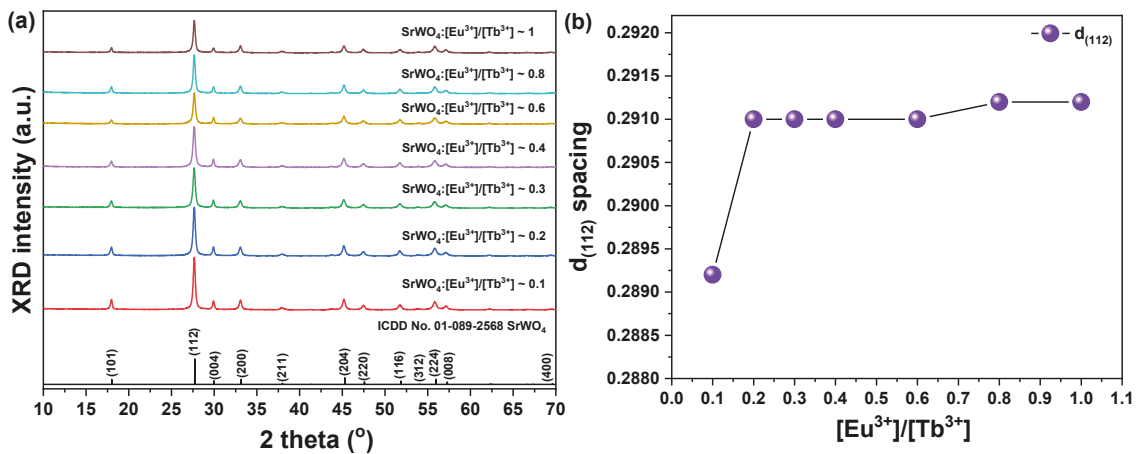 (a)
XRD intensity (a.u.)
SrWO₄:[Eu³⁺]/[Tb³⁺] ~ 1
SrWO₄:[Eu³⁺]/[Tb³⁺] ~ 0.8
SrWO₄:[Eu³⁺]/[Tb³⁺] ~ 0.6
SrWO₄:[Eu³⁺]/[Tb³⁺] ~ 0.4
SrWO₄:[Eu³⁺]/[Tb³⁺] ~ 0.3
SrWO₄:[Eu³⁺]/[Tb³⁺] ~ 0.2
SrWO₄:[Eu³⁺]/[Tb³⁺] ~ 0.1
ICDD No. 01-089-2568 SrWO₄
(101) (112) (004) (200) (211) (204) (220) (116) (312) (224) (008) (400)
10 15 20 25 30 35 40 45 50 55 60 65 70
2 theta (°)
(b)
d₍₁₁₂₎ spacing
d₍₁₁₂₎
0.2920
0.2915
0.2910
0.2905
0.2900
0.2895
0.2890
0.2885
0.2880
0.0 0.1 0.2 0.3 0.4 0.5 0.6 0.7 0.8 0.9 1.0 1.1
[Eu³⁺]/[Tb³⁺]